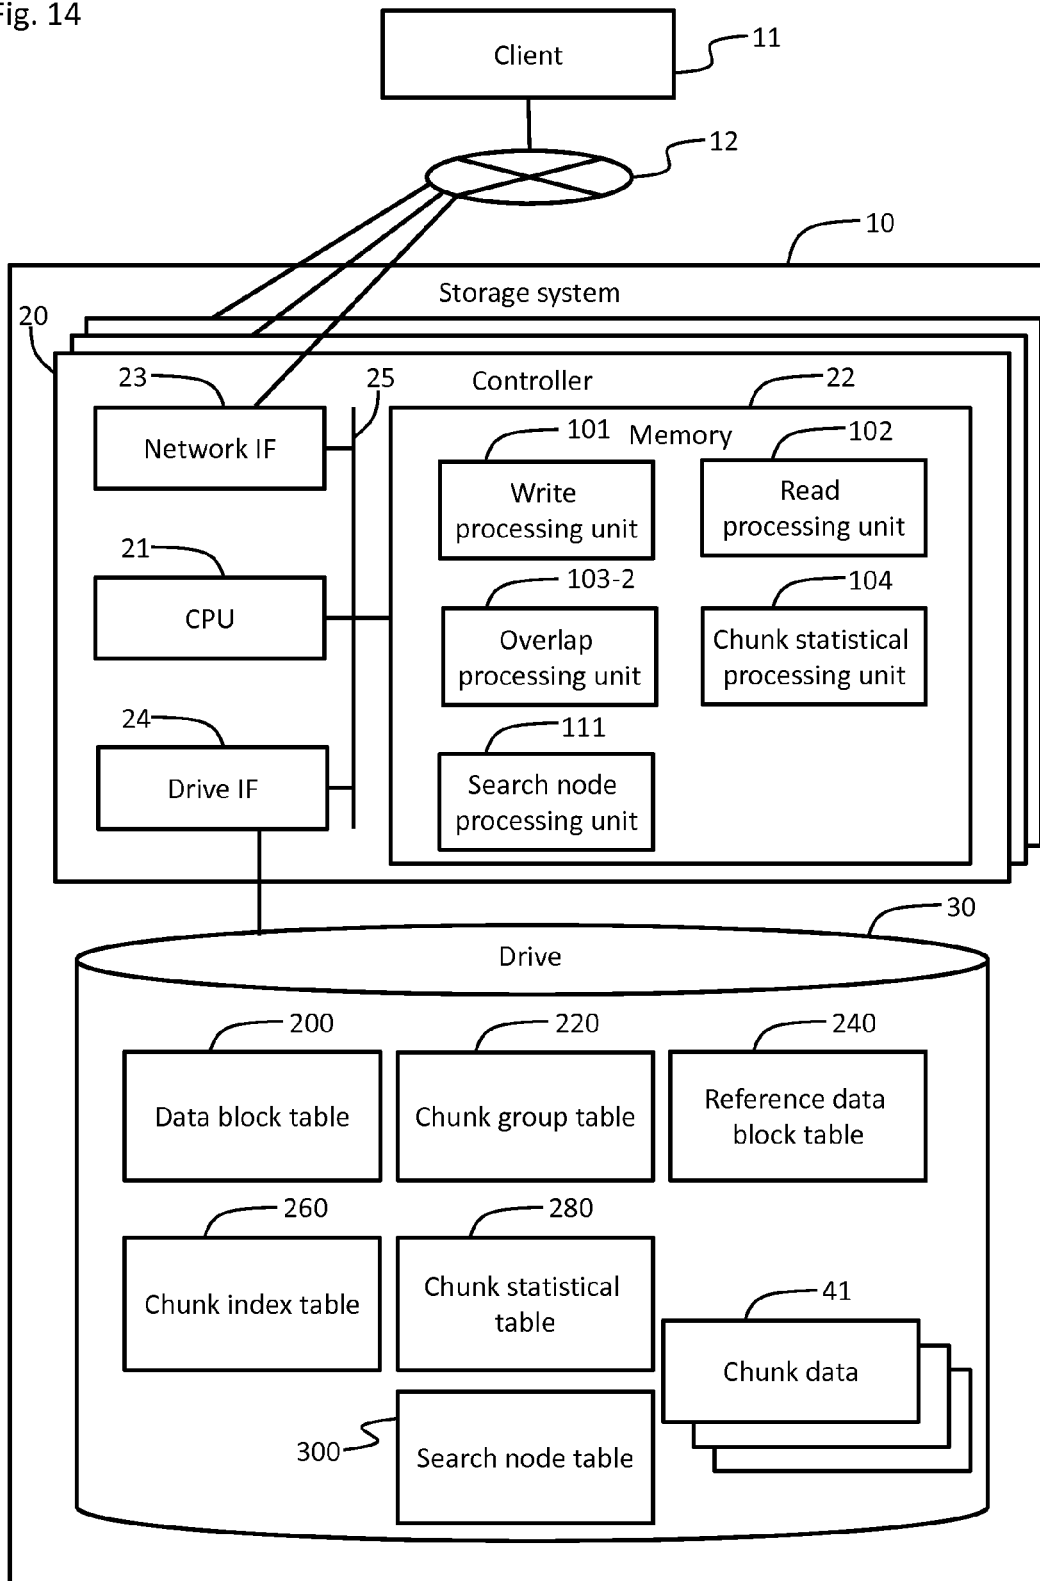 Fig. 14
Client
11
12
10
Storage system
20
23
25
Controller
22
Network IF
101
Memory
102
Write
processing unit
Read
processing unit
21
CPU
103-2
104
Overlap
processing unit
Chunk statistical
processing unit
24
Drive IF
111
Search node
processing unit
30
Drive
200
220
240
Data block table
Chunk group table
Reference data
block table
260
280
Chunk index table
Chunk statistical
table
41
Chunk data
300
Search node table